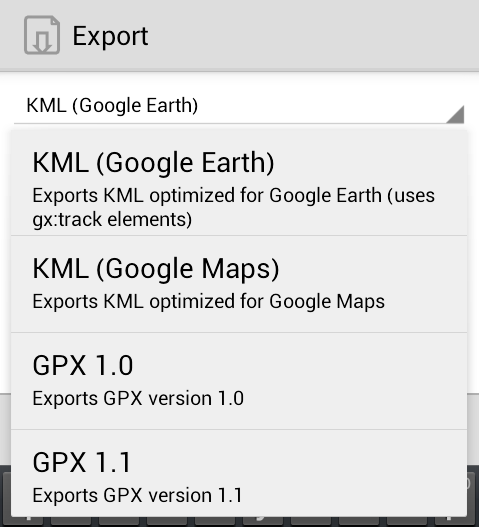 Export
KML (Google Earth)
KML (Google Earth)
Exports KML optimized for Google Earth (uses
gx:track elements)
KML (Google Maps)
Exports KML optimized for Google Maps
GPX 1.0
Exports GPX version 1.0
GPX 1.1
Exports GPX version 1.1